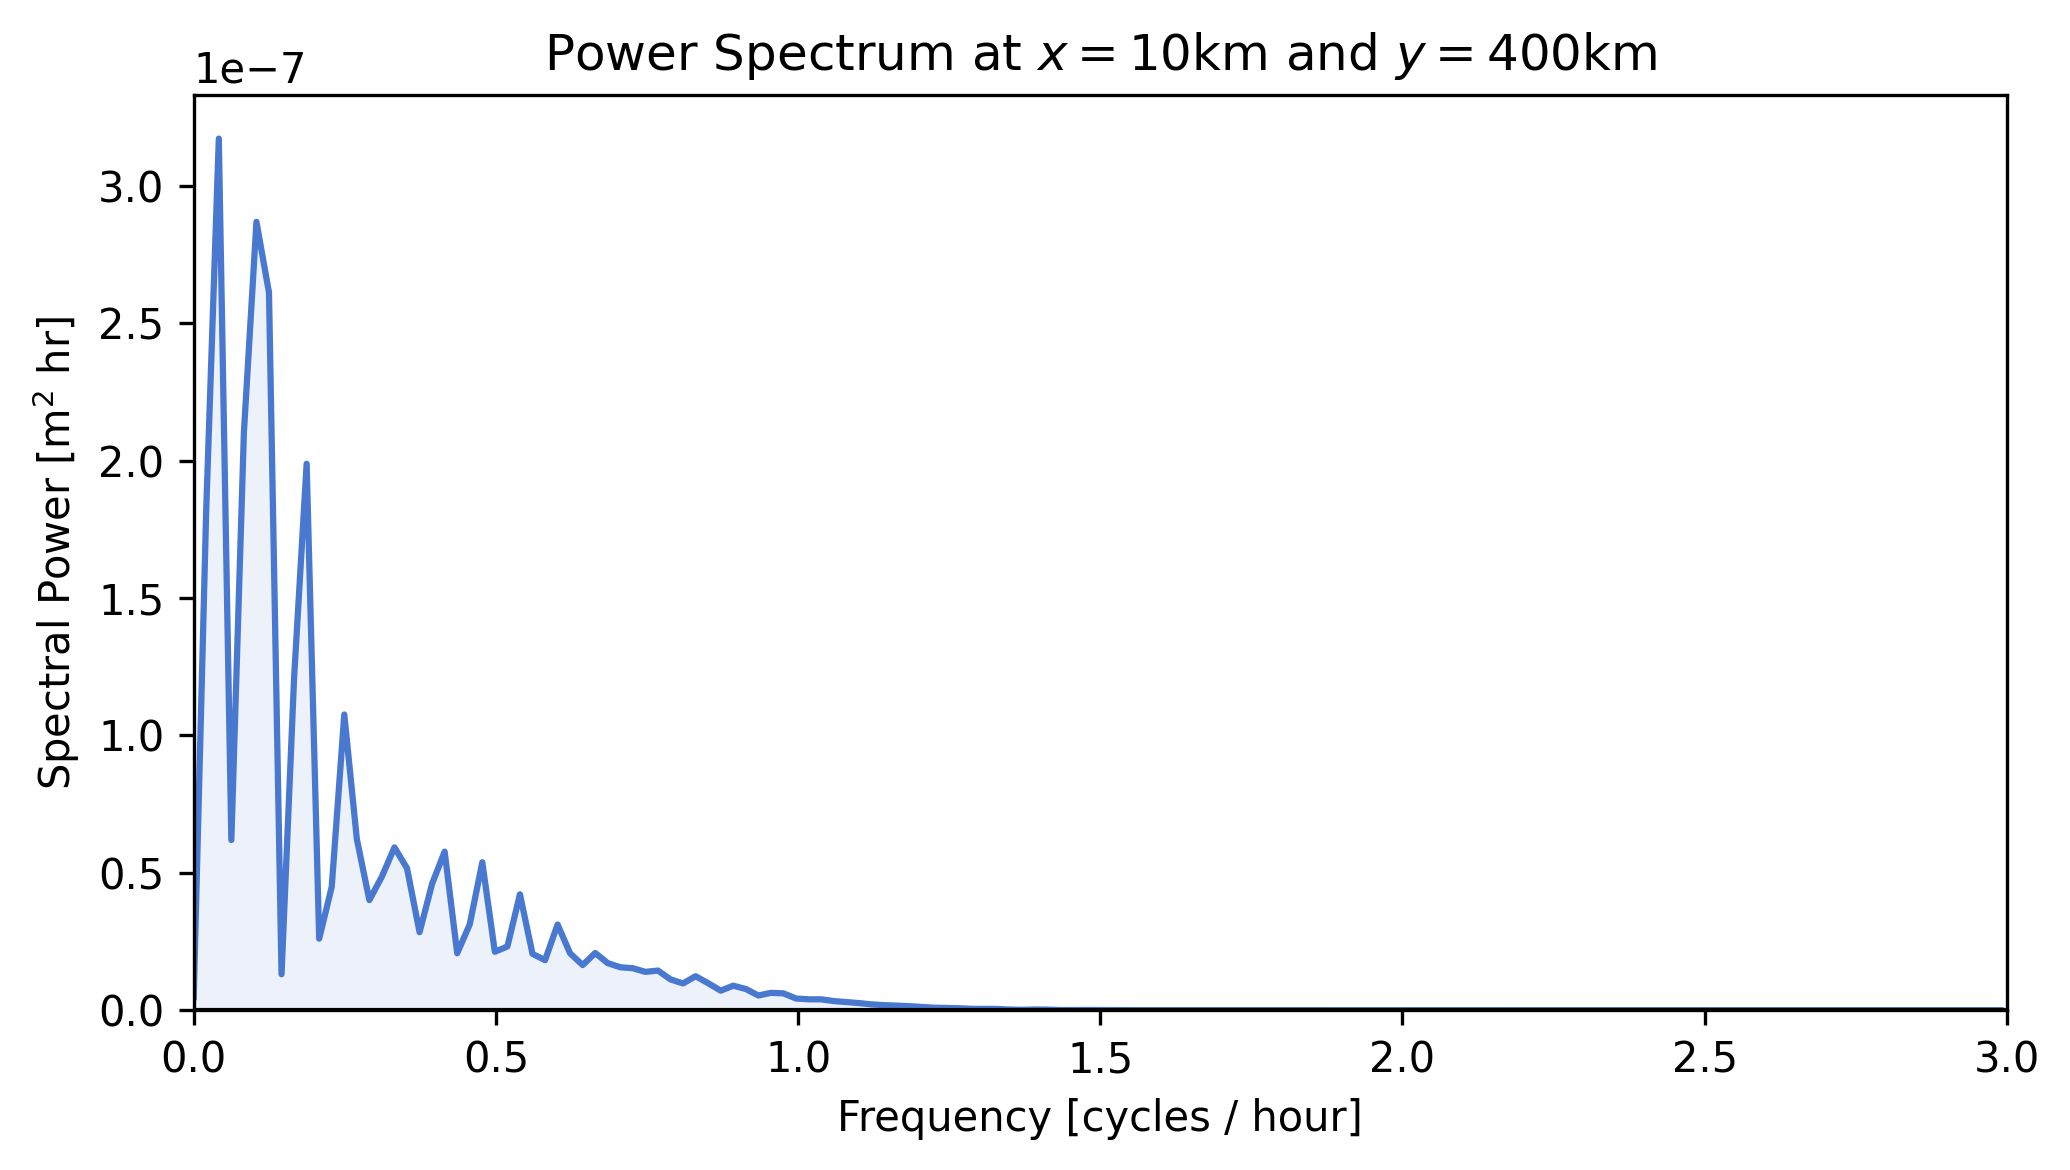 Power Spectrum at x = 10km and y = 400km
1e−7
Spectral Power [m² hr]
3.0
2.5
2.0
1.5
1.0
0.5
0.0
0.0 0.5 1.0 1.5 2.0 2.5 3.0
Frequency [cycles / hour]